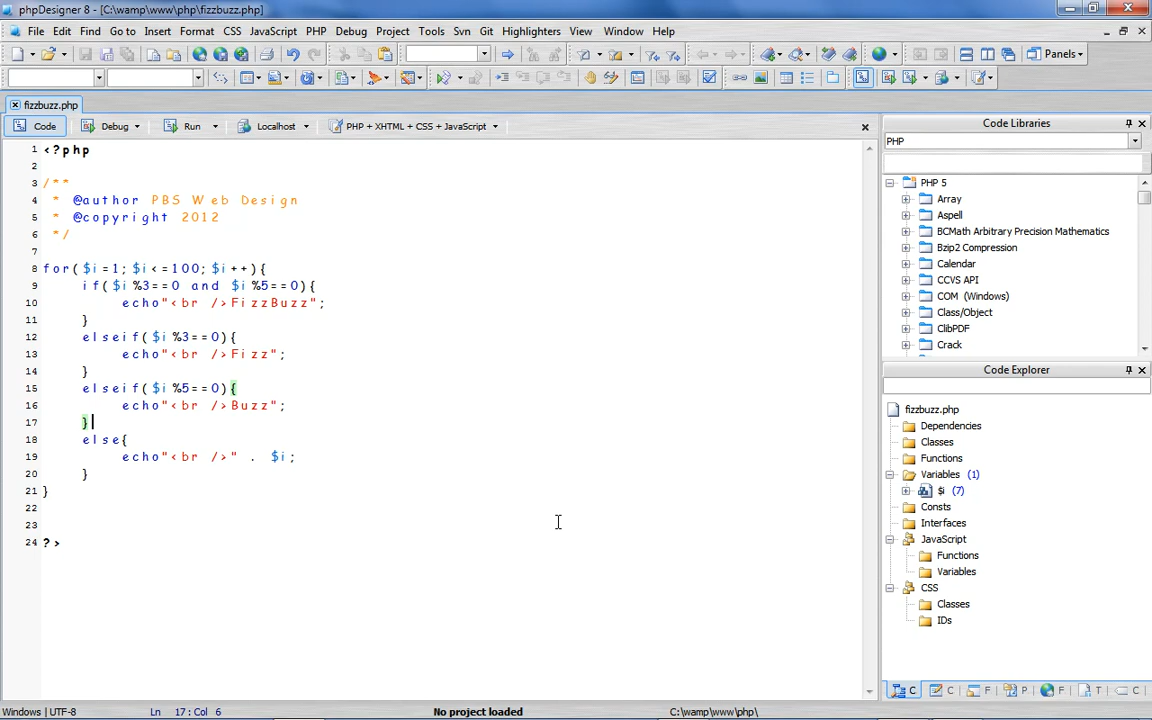 phpDesigner 8 - [C:\wamp\www\php\fizzbuzz.php]
File Edit Find Go to Insert Format CSS JavaScript PHP Debug Project Tools Svn Git Highlighters View Window Help
Panels
fizzbuzz.php
Code Debug Run Localhost PHP + XHTML + CSS + JavaScript
1 <?php
2
3 /**
4 * @author PBS Web Design
5 * @copyright 2012
6 */
7
8 for($i=1; $i<=100; $i++){
9 if($i%3==0 and $i%5==0){
10 echo"<br />FizzBuzz";
11 }
12 elseif($i%3==0){
13 echo"<br />Fizz";
14 }
15 elseif($i%5==0){
16 echo"<br />Buzz";
17 }
18 else{
19 echo"<br />" . $i;
20 }
21 }
22
23
24 ?>
Code Libraries
PHP
PHP 5
Array
Aspell
BCMath Arbitrary Precision Mathematics
Bzip2 Compression
Calendar
CCVS API
COM (Windows)
Class/Object
ClibPDF
Crack
Code Explorer
fizzbuzz.php
Dependencies
Classes
Functions
Variables (1)
$i (7)
Consts
Interfaces
JavaScript
Functions
Variables
CSS
Classes
IDs
C C F P F T C
Windows | UTF-8 Ln 17 : Col 6 No project loaded C:\wamp\www\php\